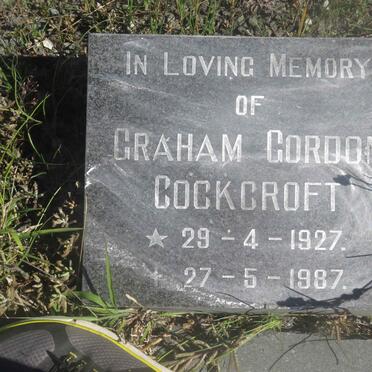 IN LOVING MEMORY
OF
GRAHAM GORDON
COCKCROFT
★ 29 - 4 - 1927.
† 27 - 5 - 1987.